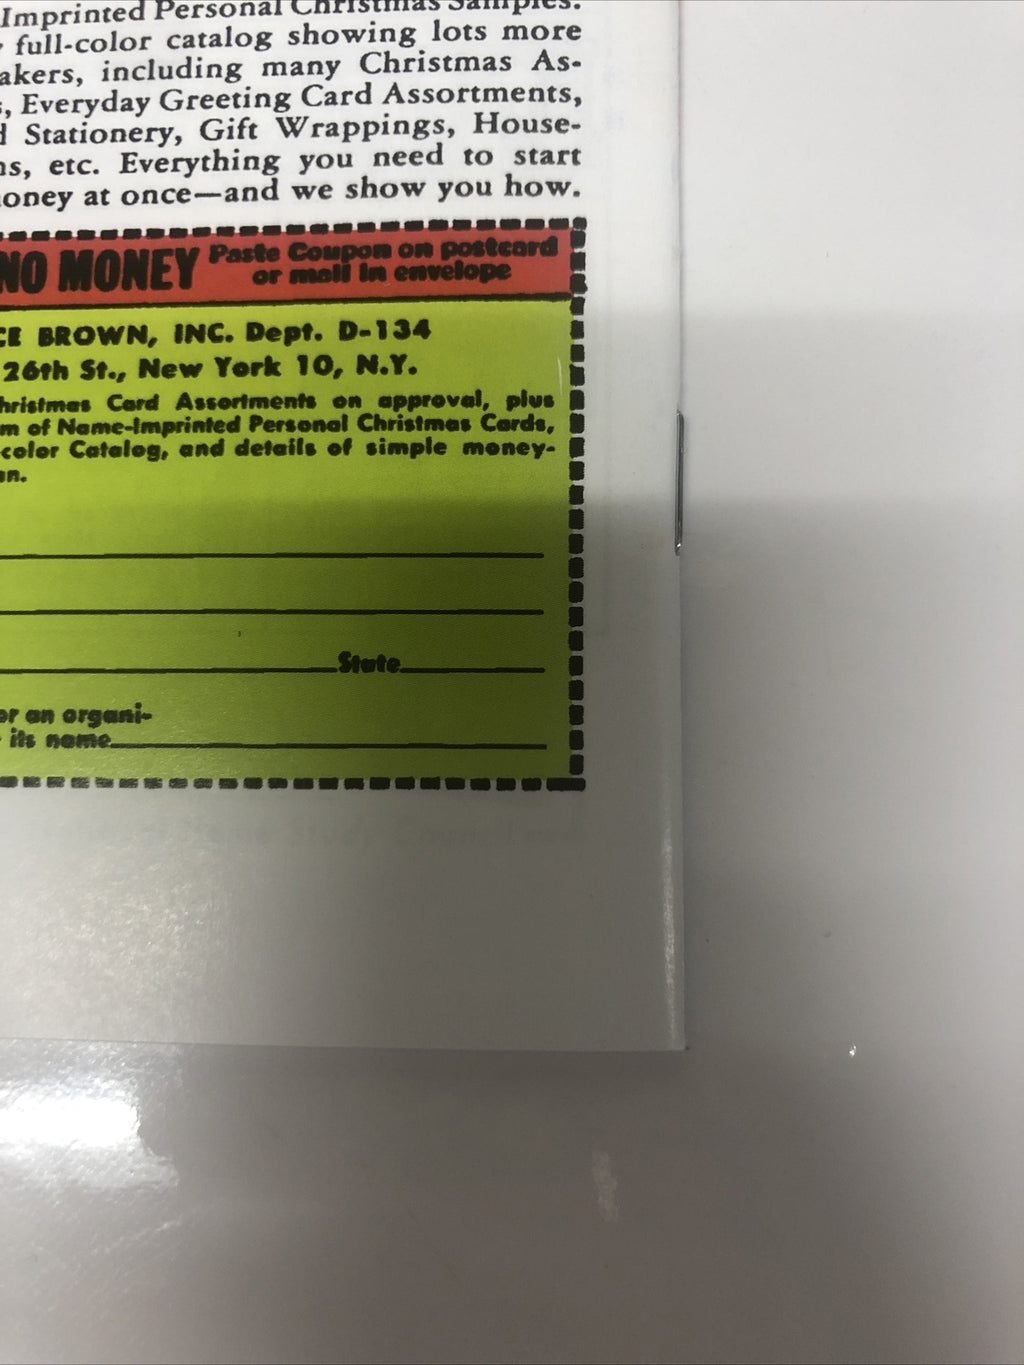 Imprinted Personal Christmas Samples.
full-color catalog showing lots more
akers, including many Christmas As-
s, Everyday Greeting Card Assortments,
d Stationery, Gift Wrappings, House-
ns, etc. Everything you need to start
oney at once—and we show you how.
NO MONEY Paste Coupon on postcard
or mail in envelope
CE BROWN, INC. Dept. D-134
26th St., New York 10, N.Y.
hristmas Card Assortments on approval, plus
m of Name-Imprinted Personal Christmas Cards,
-color Catalog, and details of simple money-
an.
State
or an organi-
its name